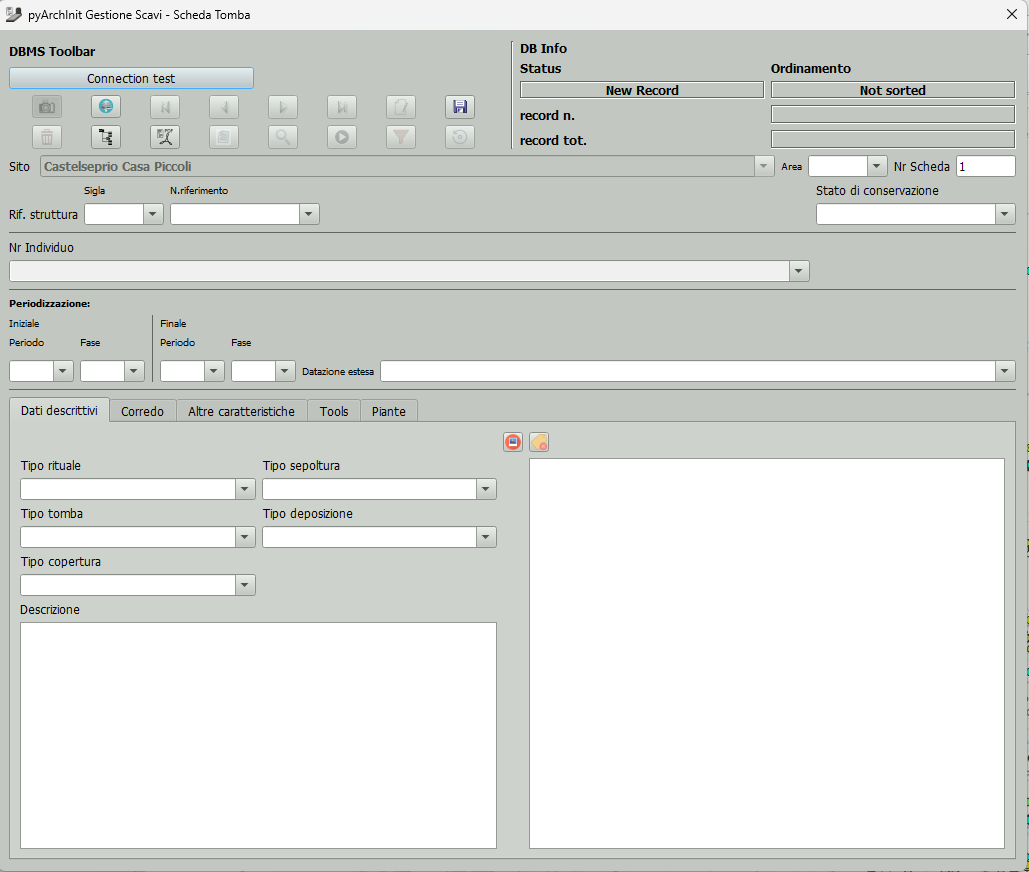 pyArchInit Gestione Scavi - Scheda Tomba
DBMS Toolbar
Connection test
DB Info
Status
Ordinamento
New Record
Not sorted
record n.
record tot.
Sito Castelseprio Casa Piccoli Area Nr Scheda 1
Sigla N.riferimento Stato di conservazione
Rif. struttura
Nr Individuo
Periodizzazione:
Iniziale Finale
Periodo Fase Periodo Fase
Datazione estesa
Dati descrittivi Corredo Altre caratteristiche Tools Piante
Tipo rituale Tipo sepoltura
Tipo tomba Tipo deposizione
Tipo copertura
Descrizione